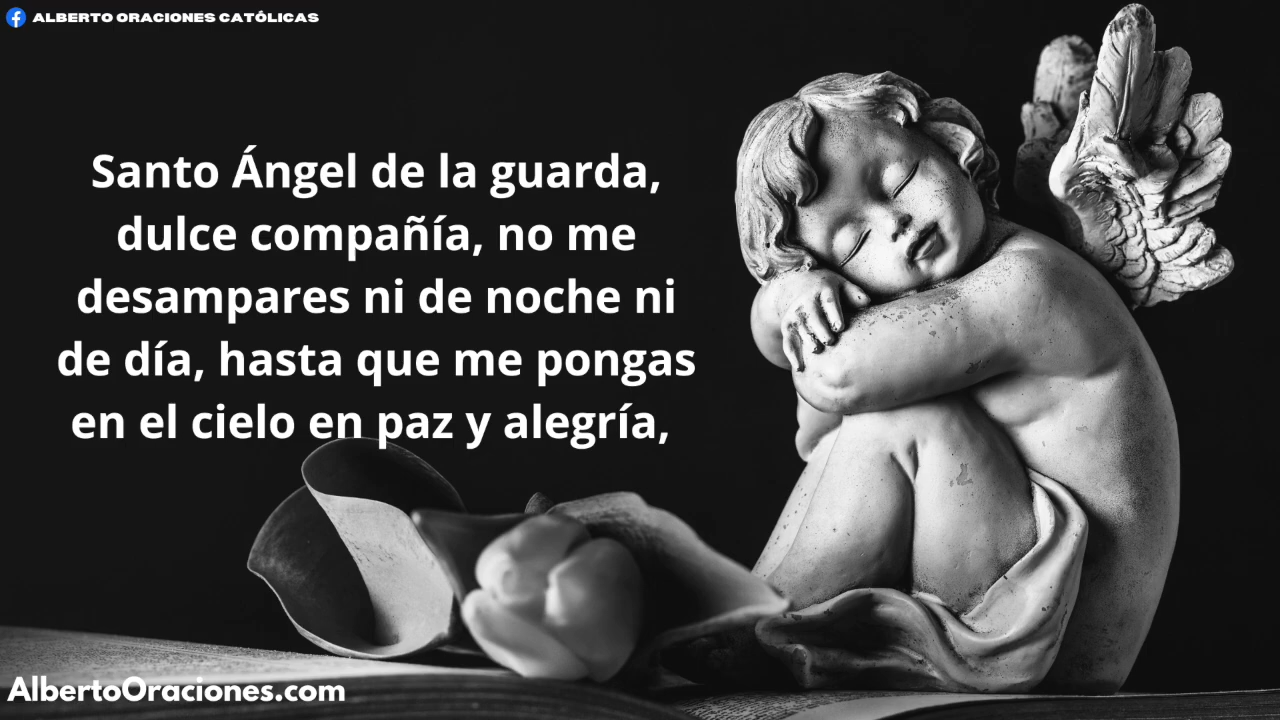 ALBERTO ORACIONES CATÓLICAS
Santo Ángel de la guarda,
dulce compañía, no me
desampares ni de noche ni
de día, hasta que me pongas
en el cielo en paz y alegría,
AlbertoOraciones.com